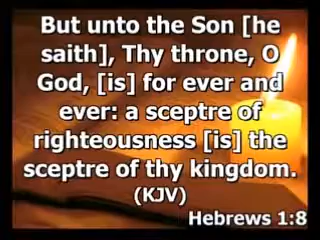 But unto the Son [he
saith], Thy throne, O
God, [is] for ever and
ever: a sceptre of
righteousness [is] the
sceptre of thy kingdom.
(KJV)
Hebrews 1:8